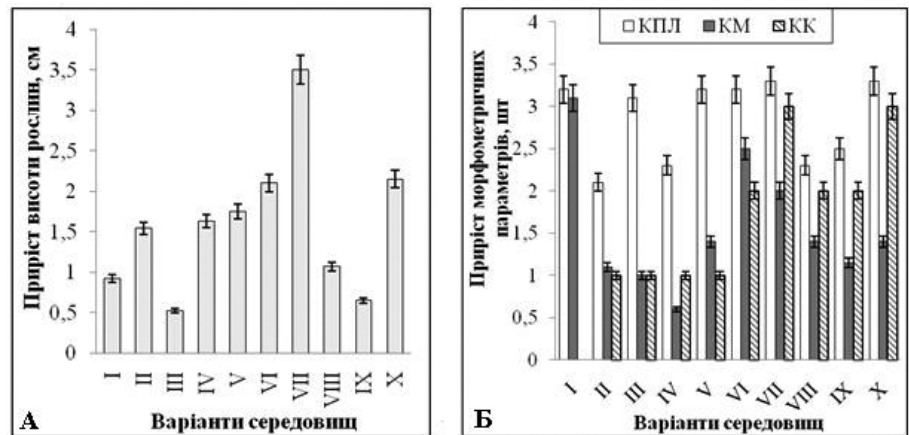 Приріст висоти рослин, см
4
3,5
3
2,5
2
1,5
1
0,5
0
I II III IV V VI VII VIII IX X
Варіанти середовищ
А
КПЛ КМ КК
Приріст морфометричних
параметрів, шт
4
3,5
3
2,5
2
1,5
1
0,5
0
I II III IV V VI VII VIII IX X
Варіанти середовищ
Б